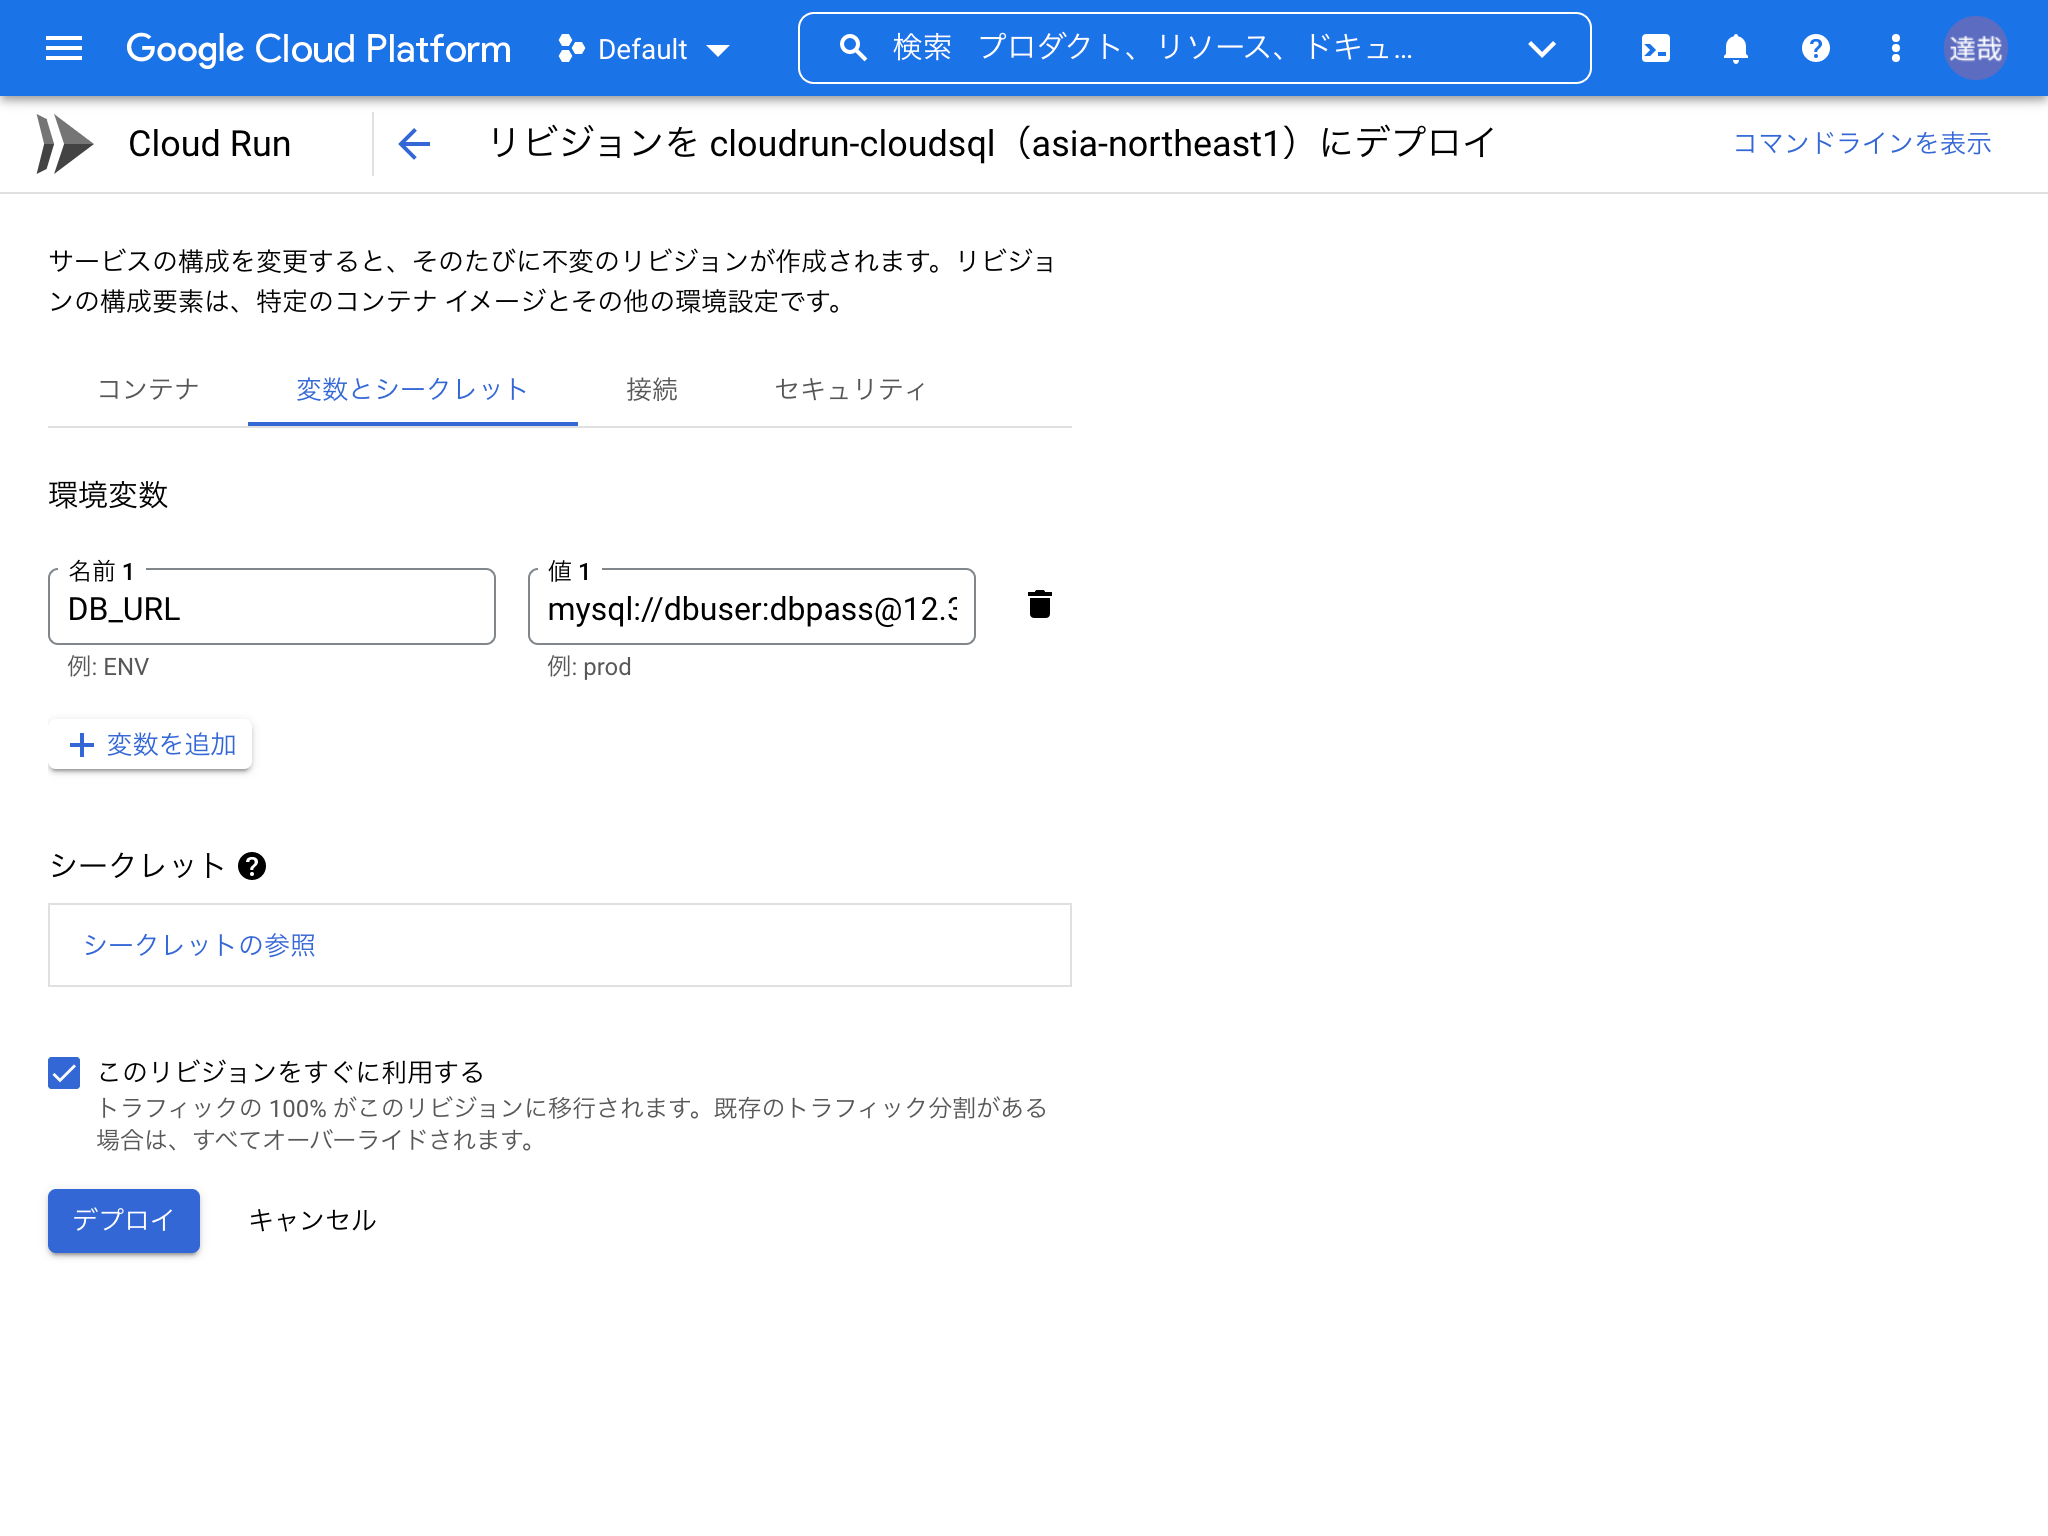 Google Cloud Platform
Default
検索 プロダクト、リソース、ドキュ...
達哉
Cloud Run
リビジョンを cloudrun-cloudsql（asia-northeast1）にデプロイ
コマンドラインを表示
サービスの構成を変更すると、そのたびに不変のリビジョンが作成されます。リビジョ
ンの構成要素は、特定のコンテナ イメージとその他の環境設定です。
コンテナ
変数とシークレット
接続
セキュリティ
環境変数
名前 1
DB_URL
例: ENV
値 1
mysql://dbuser:dbpass@12.3
例: prod
変数を追加
シークレット
シークレットの参照
このリビジョンをすぐに利用する
トラフィックの 100% がこのリビジョンに移行されます。既存のトラフィック分割がある
場合は、すべてオーバーライドされます。
デプロイ
キャンセル